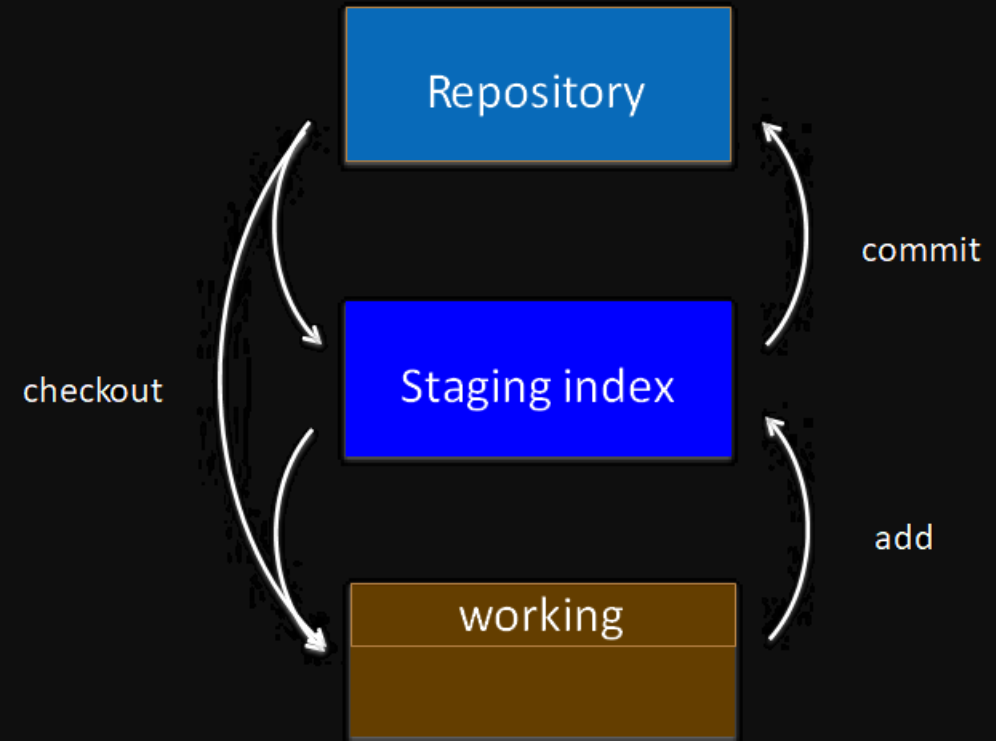 Repository
commit
Staging index
checkout
add
working